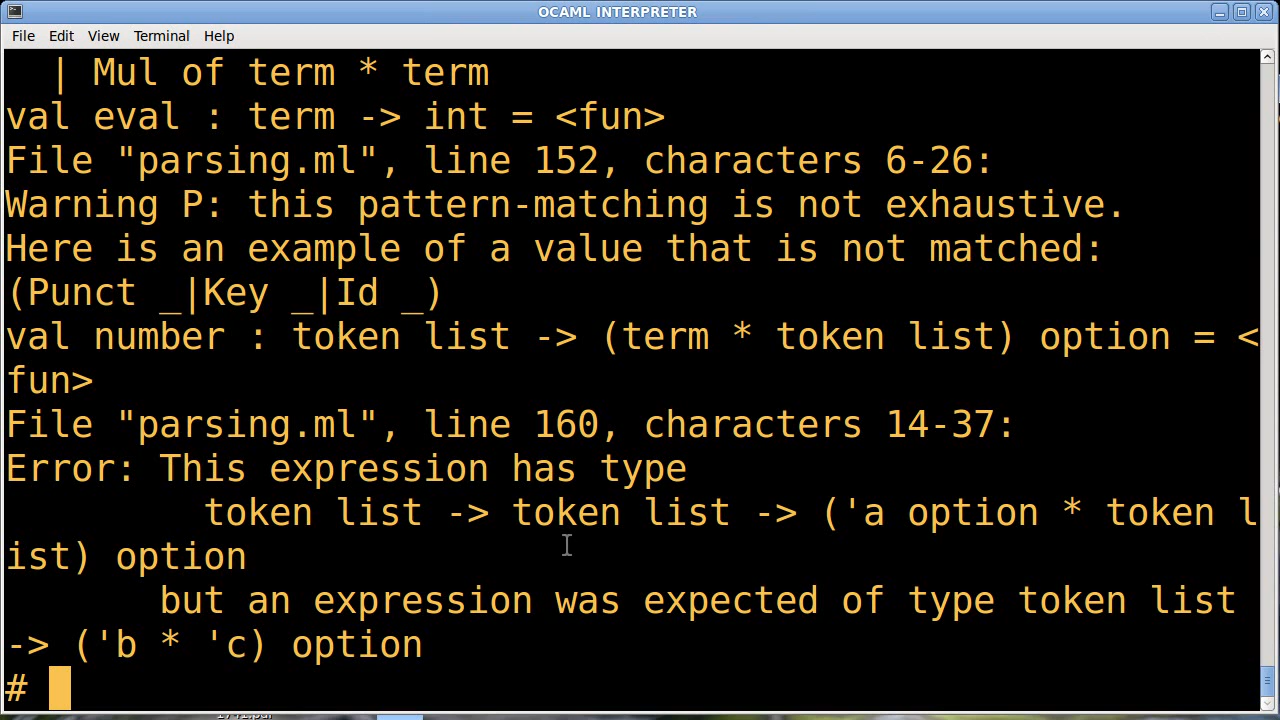 OCAML INTERPRETER
File Edit View Terminal Help
| Mul of term * term
val eval : term -> int = <fun>
File "parsing.ml", line 152, characters 6-26:
Warning P: this pattern-matching is not exhaustive.
Here is an example of a value that is not matched:
(Punct _|Key _|Id _)
val number : token list -> (term * token list) option = <
fun>
File "parsing.ml", line 160, characters 14-37:
Error: This expression has type
token list -> token list -> ('a option * token l
ist) option
but an expression was expected of type token list
-> ('b * 'c) option
#